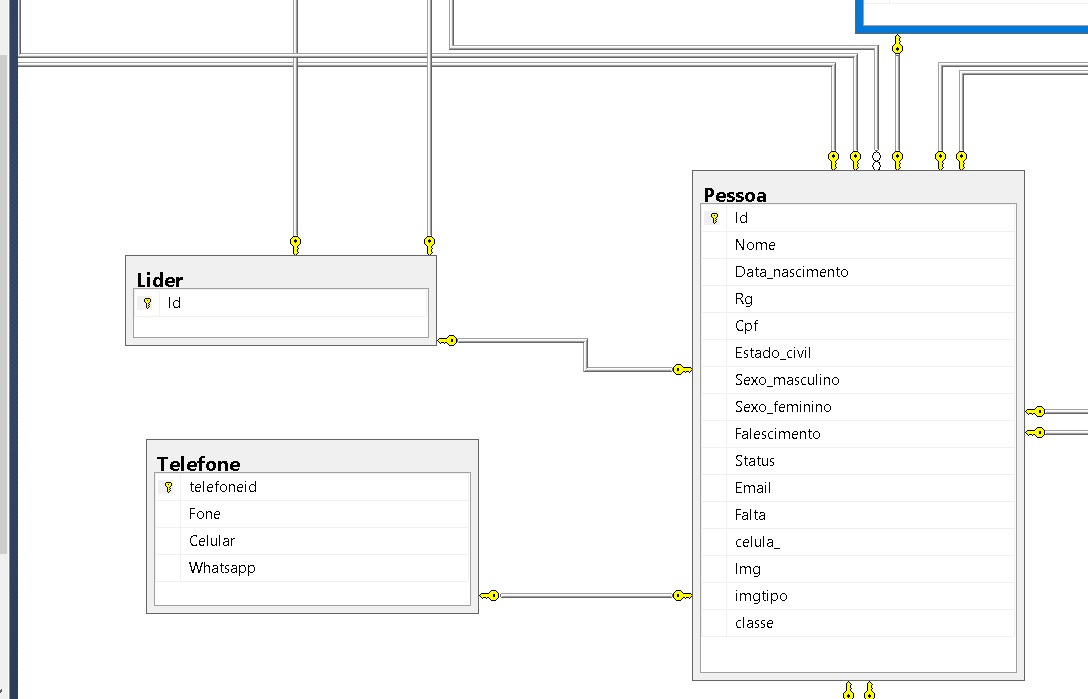 Lider
Id
Telefone
telefoneid
Fone
Celular
Whatsapp
Pessoa
Id
Nome
Data_nascimento
Rg
Cpf
Estado_civil
Sexo_masculino
Sexo_feminino
Falescimento
Status
Email
Falta
celula_
Img
imgtipo
classe